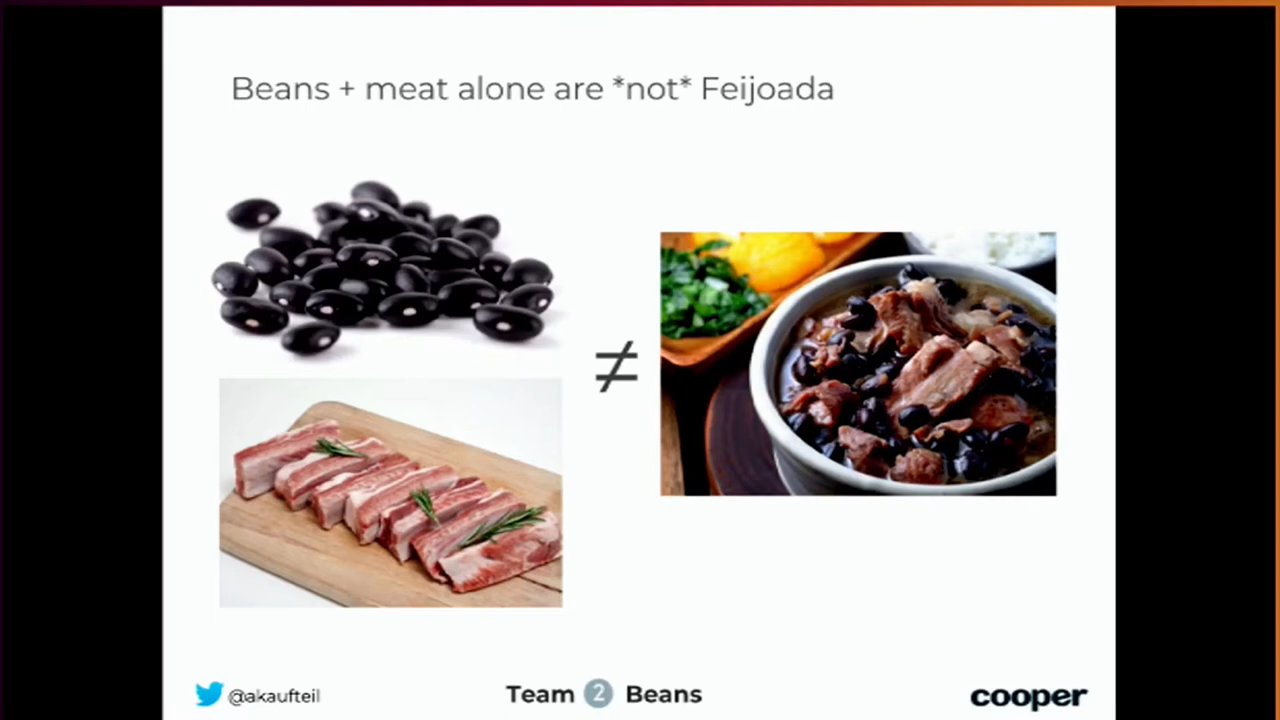 Beans + meat alone are *not* Feijoada
≠
@akaufteil
Team 2 Beans
cooper